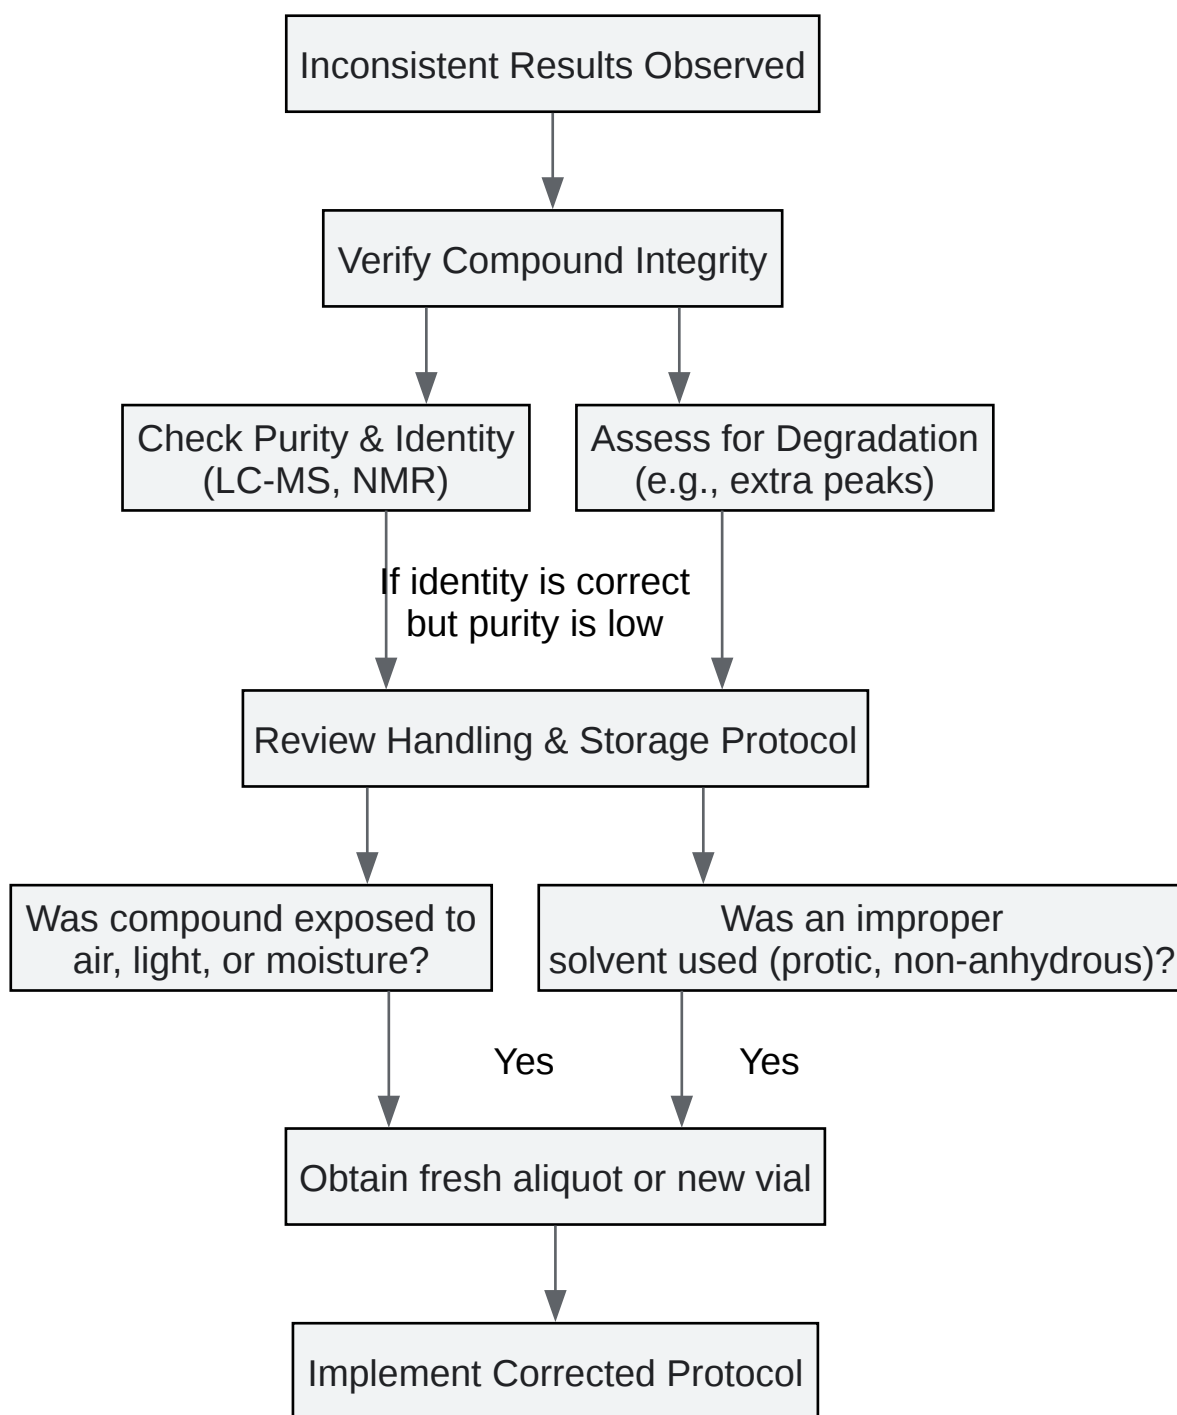 Inconsistent Results Observed
Verify Compound Integrity
Check Purity & Identity
(LC-MS, NMR)
Assess for Degradation
(e.g., extra peaks)
If identity is correct
but purity is low
Review Handling & Storage Protocol
Was compound exposed to
air, light, or moisture?
Was an improper
solvent used (protic, non-anhydrous)?
Yes
Yes
Obtain fresh aliquot or new vial
Implement Corrected Protocol